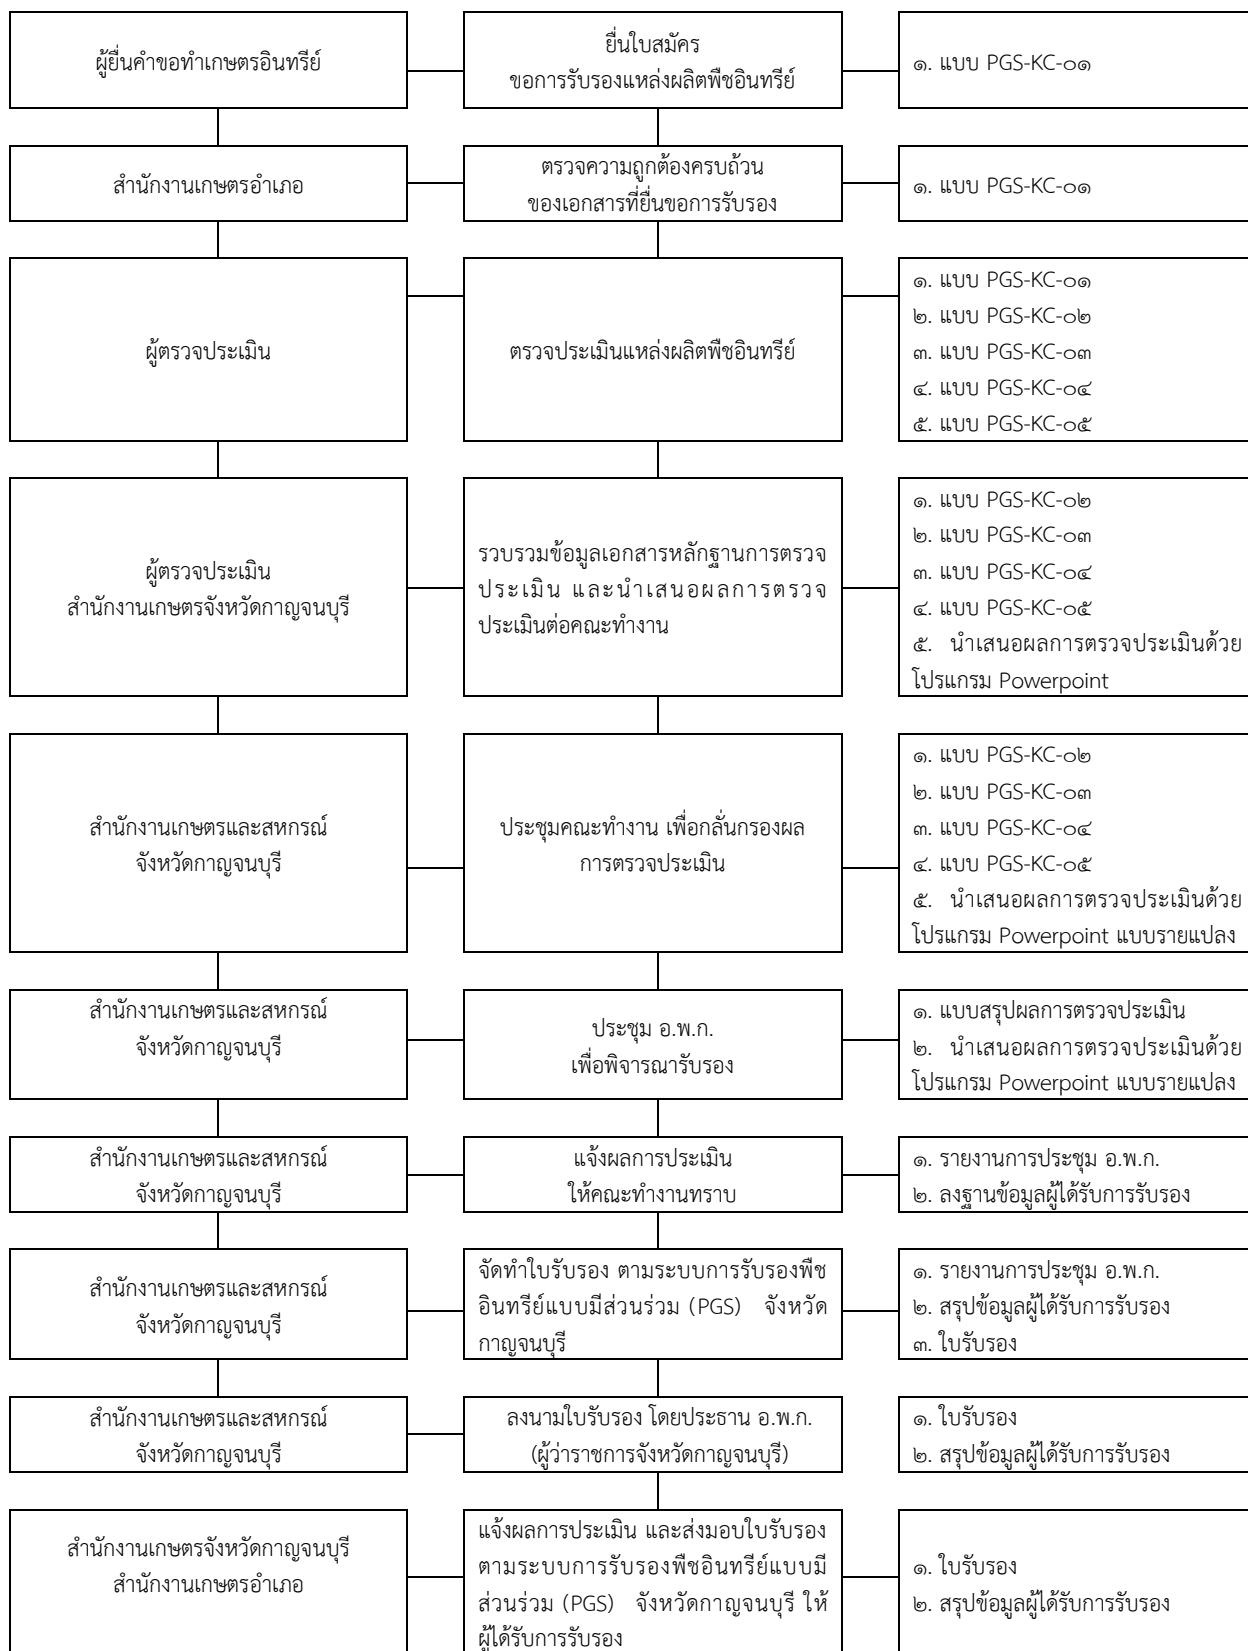 ผู้ยื่นคำขอทำเกษตรอินทรีย์
ยื่นใบสมัคร
ขอการรับรองแหล่งผลิตพืชอินทรีย์
๑. แบบ PGS-KC-๐๑
สำนักงานเกษตรอำเภอ
ตรวจความถูกต้องครบถ้วน
ของเอกสารที่ยื่นขอการรับรอง
๑. แบบ PGS-KC-๐๑
ผู้ตรวจประเมิน
ตรวจประเมินแหล่งผลิตพืชอินทรีย์
๑. แบบ PGS-KC-๐๑
๒. แบบ PGS-KC-๐๒
๓. แบบ PGS-KC-๐๓
๔. แบบ PGS-KC-๐๔
๕. แบบ PGS-KC-๐๕
ผู้ตรวจประเมิน
สำนักงานเกษตรจังหวัดกาญจนบุรี
รวบรวมข้อมูลเอกสารหลักฐานการตรวจ
ประเมิน และนำเสนอผลการตรวจ
ประเมินต่อคณะทำงาน
๑. แบบ PGS-KC-๐๒
๒. แบบ PGS-KC-๐๓
๓. แบบ PGS-KC-๐๔
๔. แบบ PGS-KC-๐๕
๕. นำเสนอผลการตรวจประเมินด้วย
โปรแกรม Powerpoint
สำนักงานเกษตรและสหกรณ์
จังหวัดกาญจนบุรี
ประชุมคณะทำงาน เพื่อกลั่นกรองผล
การตรวจประเมิน
๑. แบบ PGS-KC-๐๒
๒. แบบ PGS-KC-๐๓
๓. แบบ PGS-KC-๐๔
๔. แบบ PGS-KC-๐๕
๕. นำเสนอผลการตรวจประเมินด้วย
โปรแกรม Powerpoint แบบรายแปลง
สำนักงานเกษตรและสหกรณ์
จังหวัดกาญจนบุรี
ประชุม อ.พ.ก.
เพื่อพิจารณารับรอง
๑. แบบสรุปผลการตรวจประเมิน
๒. นำเสนอผลการตรวจประเมินด้วย
โปรแกรม Powerpoint แบบรายแปลง
สำนักงานเกษตรและสหกรณ์
จังหวัดกาญจนบุรี
แจ้งผลการประเมิน
ให้คณะทำงานทราบ
๑. รายงานการประชุม อ.พ.ก.
๒. ลงฐานข้อมูลผู้ได้รับการรับรอง
สำนักงานเกษตรและสหกรณ์
จังหวัดกาญจนบุรี
จัดทำใบรับรอง ตามระบบการรับรองพืช
อินทรีย์แบบมีส่วนร่วม (PGS) จังหวัด
กาญจนบุรี
๑. รายงานการประชุม อ.พ.ก.
๒. สรุปข้อมูลผู้ได้รับการรับรอง
๓. ใบรับรอง
สำนักงานเกษตรและสหกรณ์
จังหวัดกาญจนบุรี
ลงนามใบรับรอง โดยประธาน อ.พ.ก.
(ผู้ว่าราชการจังหวัดกาญจนบุรี)
๑. ใบรับรอง
๒. สรุปข้อมูลผู้ได้รับการรับรอง
สำนักงานเกษตรจังหวัดกาญจนบุรี
สำนักงานเกษตรอำเภอ
แจ้งผลการประเมิน และส่งมอบใบรับรอง
ตามระบบการรับรองพืชอินทรีย์แบบมี
ส่วนร่วม (PGS) จังหวัดกาญจนบุรี ให้
ผู้ได้รับการรับรอง
๑. ใบรับรอง
๒. สรุปข้อมูลผู้ได้รับการรับรอง